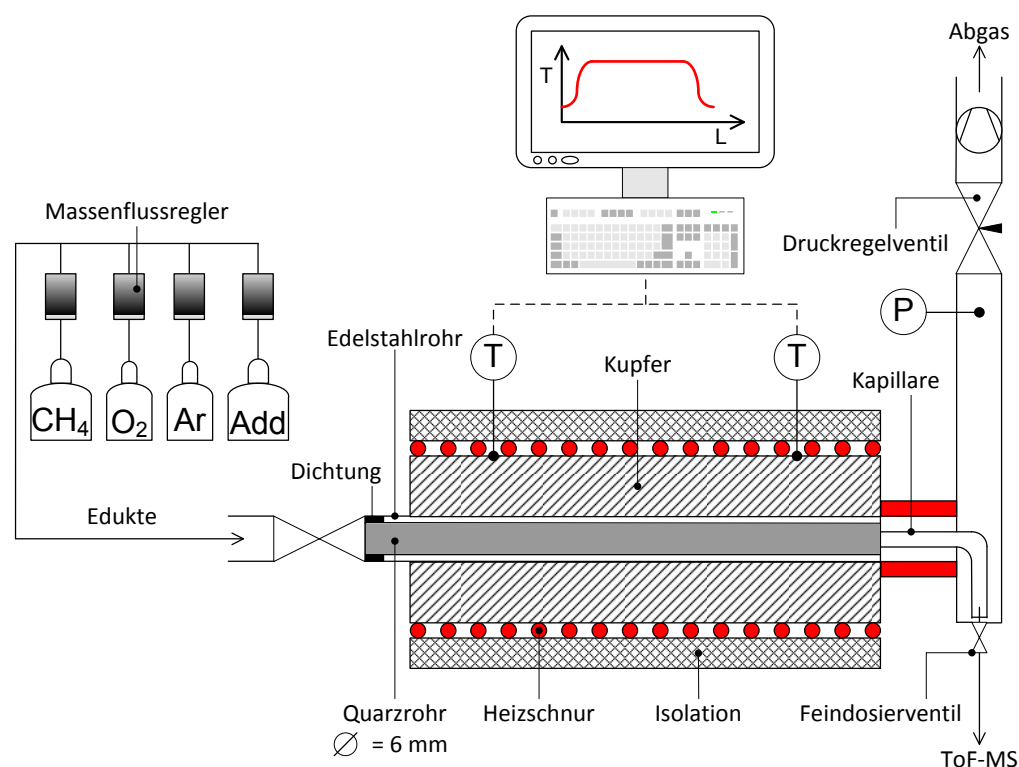 Abgas
T
L
Massenflussregler
Druckregelventil
P
Edelstahlrohr
T
T
Kupfer
Kapillare
CH₄
O₂
Ar
Add
Dichtung
Edukte
Quarzrohr
∅ = 6 mm
Heizschnur
Isolation
Feindosierventil
ToF-MS